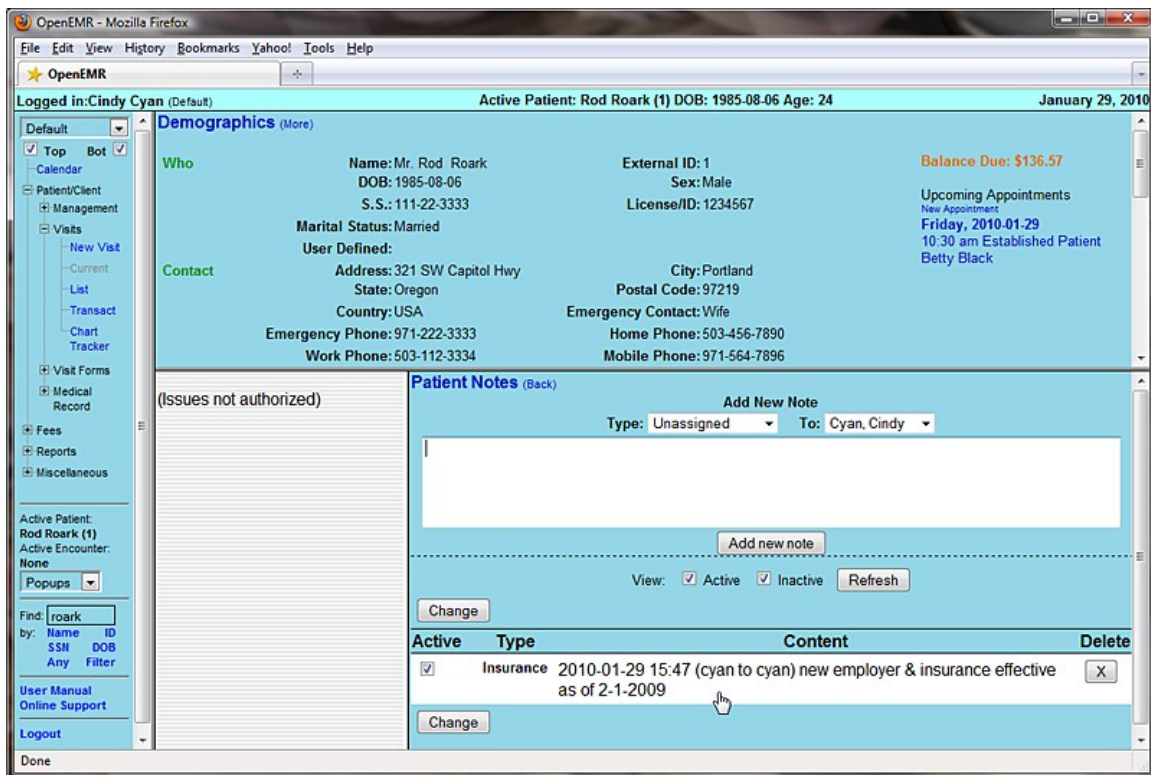 OpenEMR - Mozilla Firefox
File Edit View History Bookmarks Yahoo! Tools Help
OpenEMR
Logged in:Cindy Cyan (Default) Active Patient: Rod Roark (1) DOB: 1985-08-06 Age: 24 January 29, 2010
Default
Top Bot
Calendar
Patient/Client
Management
Visits
New Visit
Current
List
Transact
Chart
Tracker
Visit Forms
Medical
Record
Fees
Reports
Miscellaneous
Active Patient:
Rod Roark (1)
Active Encounter:
None
Popups
Find: roark
by: Name ID
SSN DOB
Any Filter
User Manual
Online Support
Logout
Demographics (More)
Who Name: Mr. Rod Roark External ID: 1
DOB: 1985-08-06 Sex: Male
S.S.: 111-22-3333 License/ID: 1234567
Marital Status: Married
User Defined:
Contact Address: 321 SW Capitol Hwy City: Portland
State: Oregon Postal Code: 97219
Country: USA Emergency Contact: Wife
Emergency Phone: 971-222-3333 Home Phone: 503-456-7890
Work Phone: 503-112-3334 Mobile Phone: 971-564-7896
Balance Due: $136.57
Upcoming Appointments
New Appointment
Friday, 2010-01-29
10:30 am Established Patient
Betty Black
(Issues not authorized)
Patient Notes (Back)
Add New Note
Type: Unassigned To: Cyan, Cindy
Add new note
View: Active Inactive Refresh
Change
Active Type Content Delete
Insurance 2010-01-29 15:47 (cyan to cyan) new employer & insurance effective X
as of 2-1-2009
Change
Done